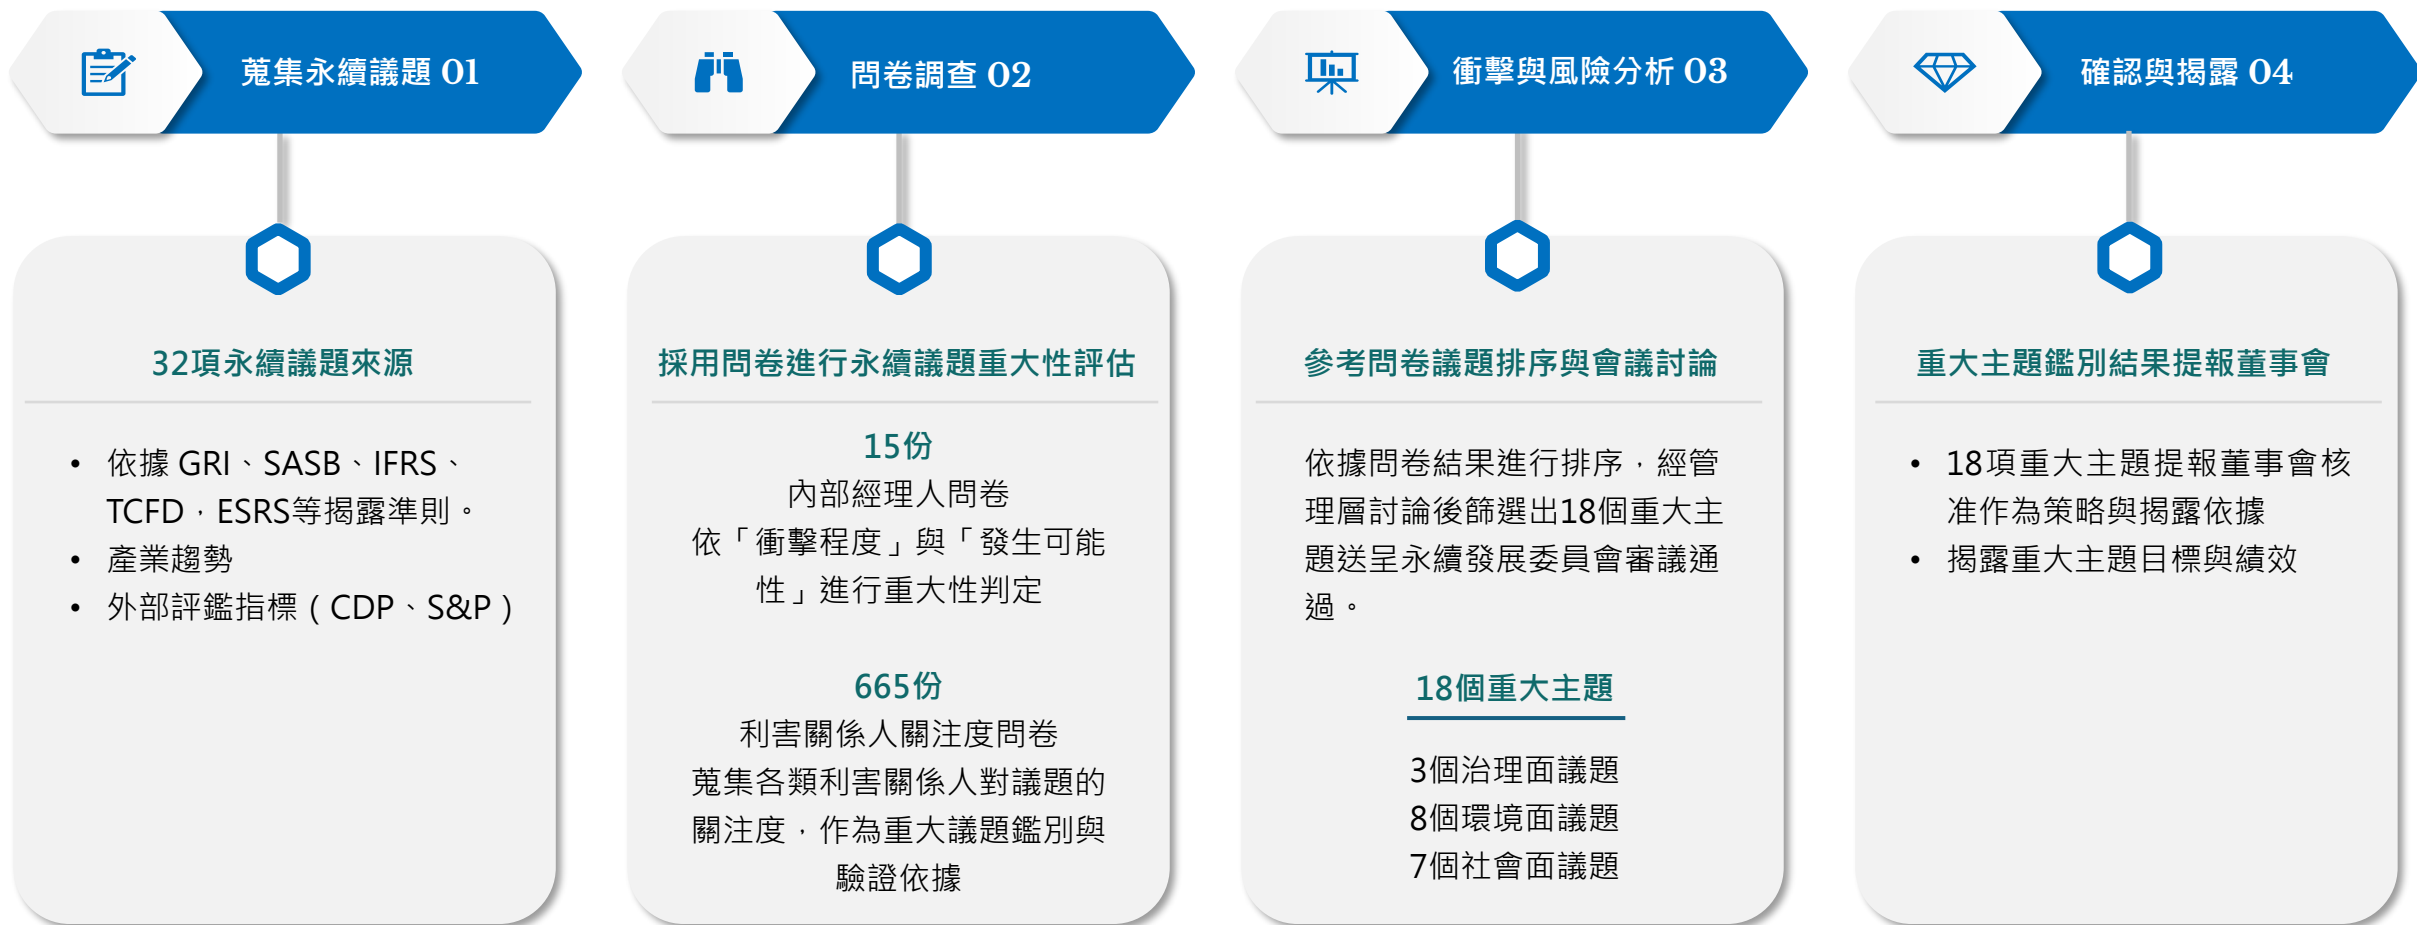 蒐集永續議題 01
32項永續議題來源
• 依據 GRI、SASB、IFRS、
TCFD，ESRS等揭露準則。
• 產業趨勢
• 外部評鑑指標（CDP、S&P）
問卷調查 02
採用問卷進行永續議題重大性評估
15份
內部經理人問卷
依「衝擊程度」與「發生可能
性」進行重大性判定
665份
利害關係人關注度問卷
蒐集各類利害關係人對議題的
關注度，作為重大議題鑑別與
驗證依據
衝擊與風險分析 03
參考問卷議題排序與會議討論
依據問卷結果進行排序，經管
理層討論後篩選出18個重大主
題送呈永續發展委員會審議通
過。
18個重大主題
3個治理面議題
8個環境面議題
7個社會面議題
確認與揭露 04
重大主題鑑別結果提報董事會
• 18項重大主題提報董事會核
准作為策略與揭露依據
• 揭露重大主題目標與績效